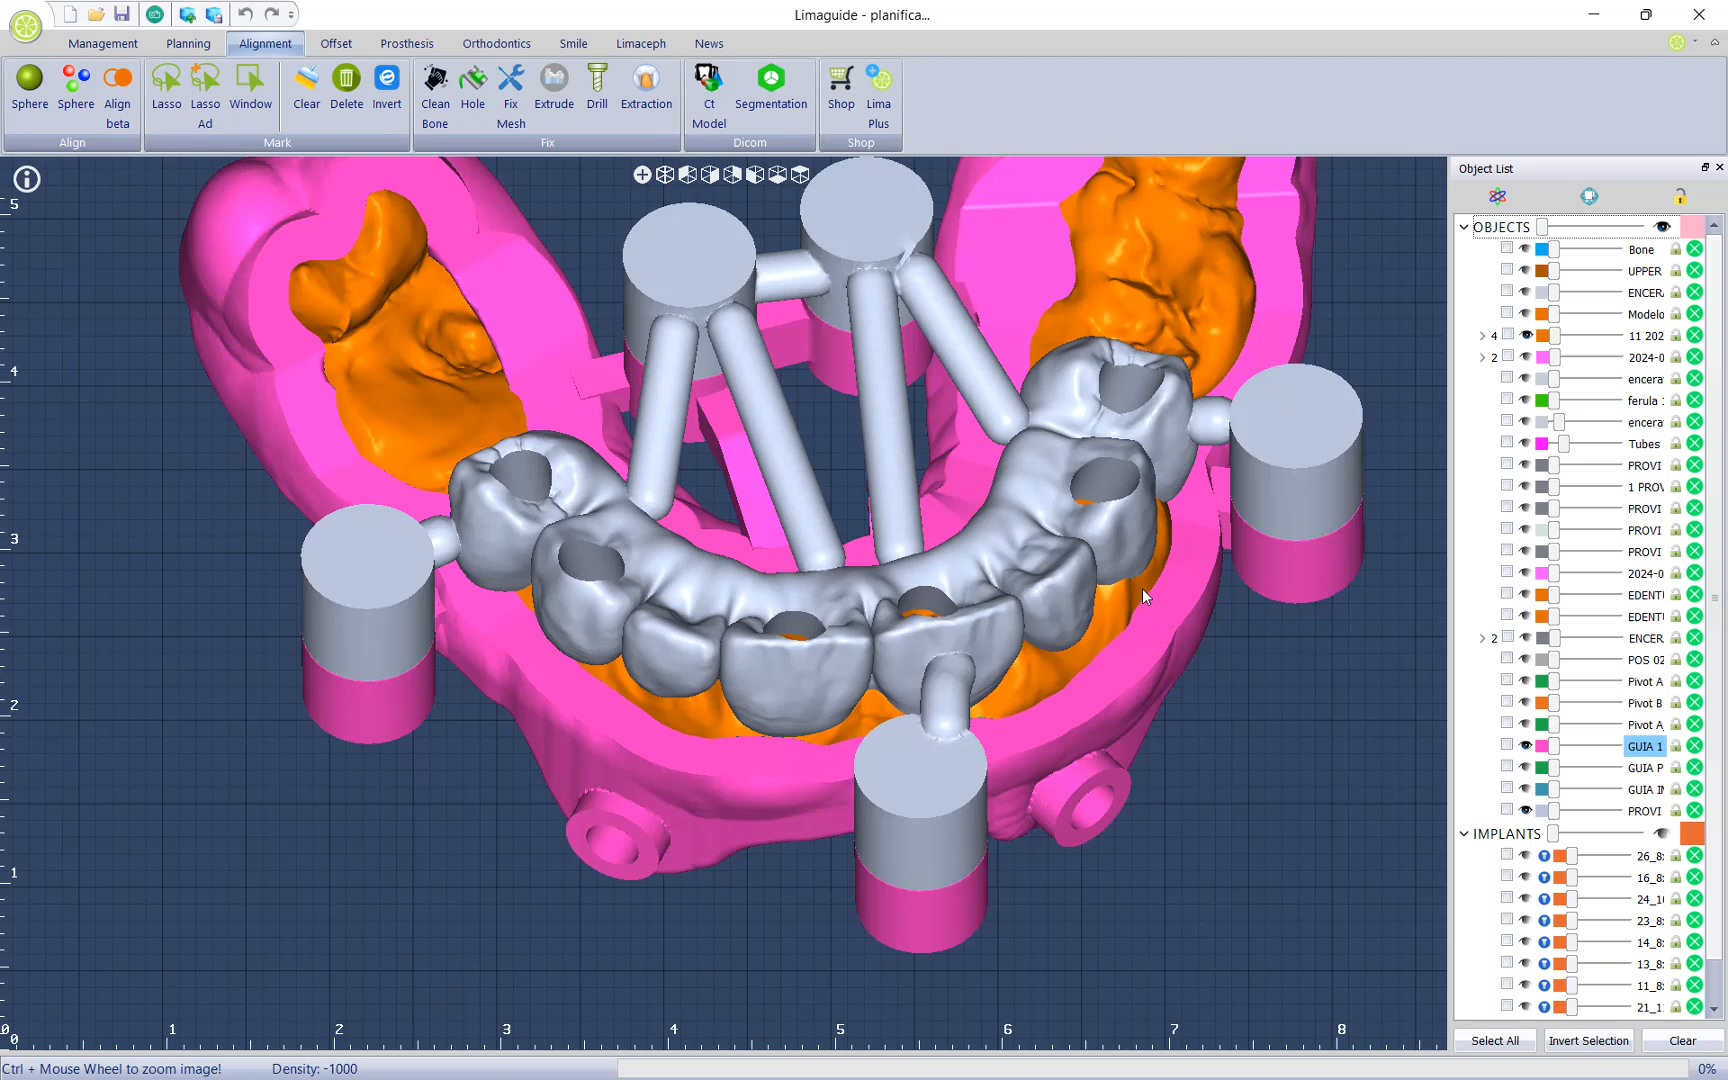 Limaguide - planifica...
Management Planning Alignment Offset Prosthesis Orthodontics Smile Limaceph News
Sphere Sphere Align beta Lasso Lasso Ad Window Clear Delete Invert Clean Bone Hole Fix Mesh Extrude Drill Extraction Ct Model Segmentation Shop Lima Plus
Align Mark Fix Dicom Shop
Object List
OBJECTS
Bone
UPPER
ENCER
Modelo
4 11 202
2 2024-0
encera
ferula
encera
Tubes
PROVI
1 PROV
PROVI
PROVI
PROVI
2024-0
EDENT
EDENT
2 ENCER
POS 02
Pivot A
Pivot B
Pivot A
GUIA 1
GUIA P
GUIA
PROVI
IMPLANTS
26_8
16_8
24_1
23_8
14_8
13_8
11_8
21_1
Select All Invert Selection Clear
5
4
3
2
1
0
0 1 2 3 4 5 6 7 8
Ctrl + Mouse Wheel to zoom image! Density: -1000 0%